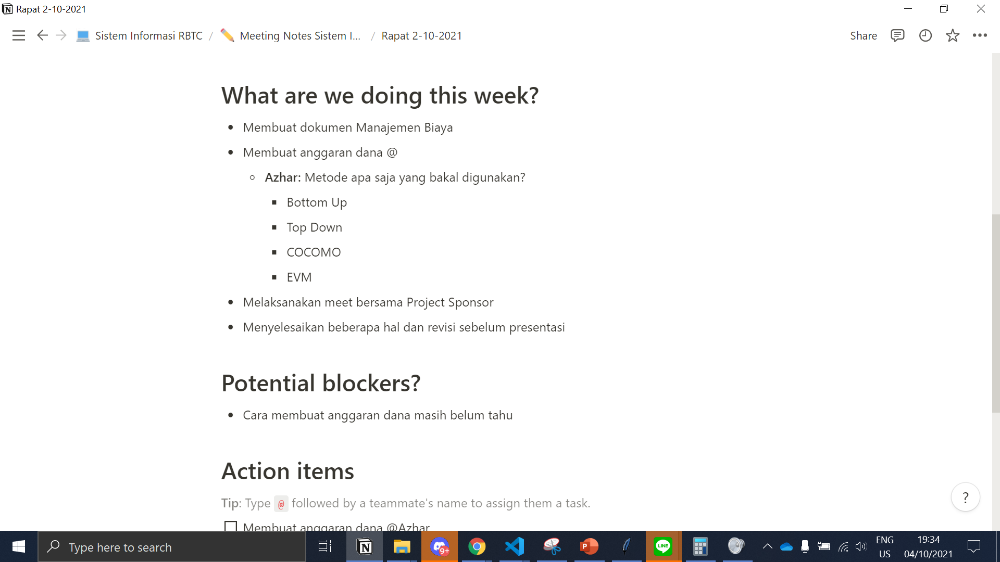 Rapat 2-10-2021
Sistem Informasi RBTC / Meeting Notes Sistem I... / Rapat 2-10-2021
Share
What are we doing this week?
Membuat dokumen Manajemen Biaya
Membuat anggaran dana @
Azhar: Metode apa saja yang bakal digunakan?
Bottom Up
Top Down
COCOMO
EVM
Melaksanakan meet bersama Project Sponsor
Menyelesaikan beberapa hal dan revisi sebelum presentasi
Potential blockers?
Cara membuat anggaran dana masih belum tahu
Action items
Tip: Type @ followed by a teammate's name to assign them a task.
?
Membuat anggaran dana @Azhar
Type here to search
9+
P
LINE
ENG
US
19:34
04/10/2021